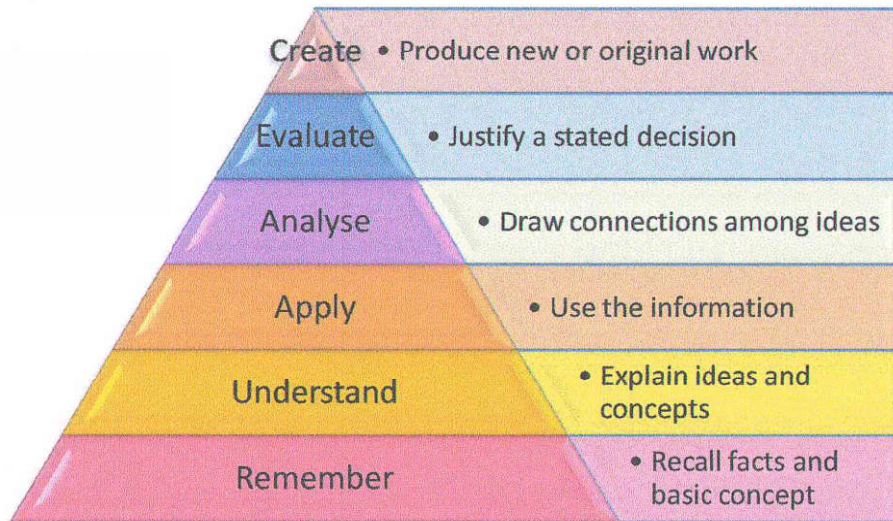 Create • Produce new or original work
Evaluate • Justify a stated decision
Analyse • Draw connections among ideas
Apply • Use the information
Understand • Explain ideas and
concepts
Remember • Recall facts and
basic concept